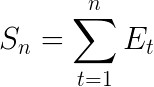 $S_n = \sum_{t=1}^{n} E_t$